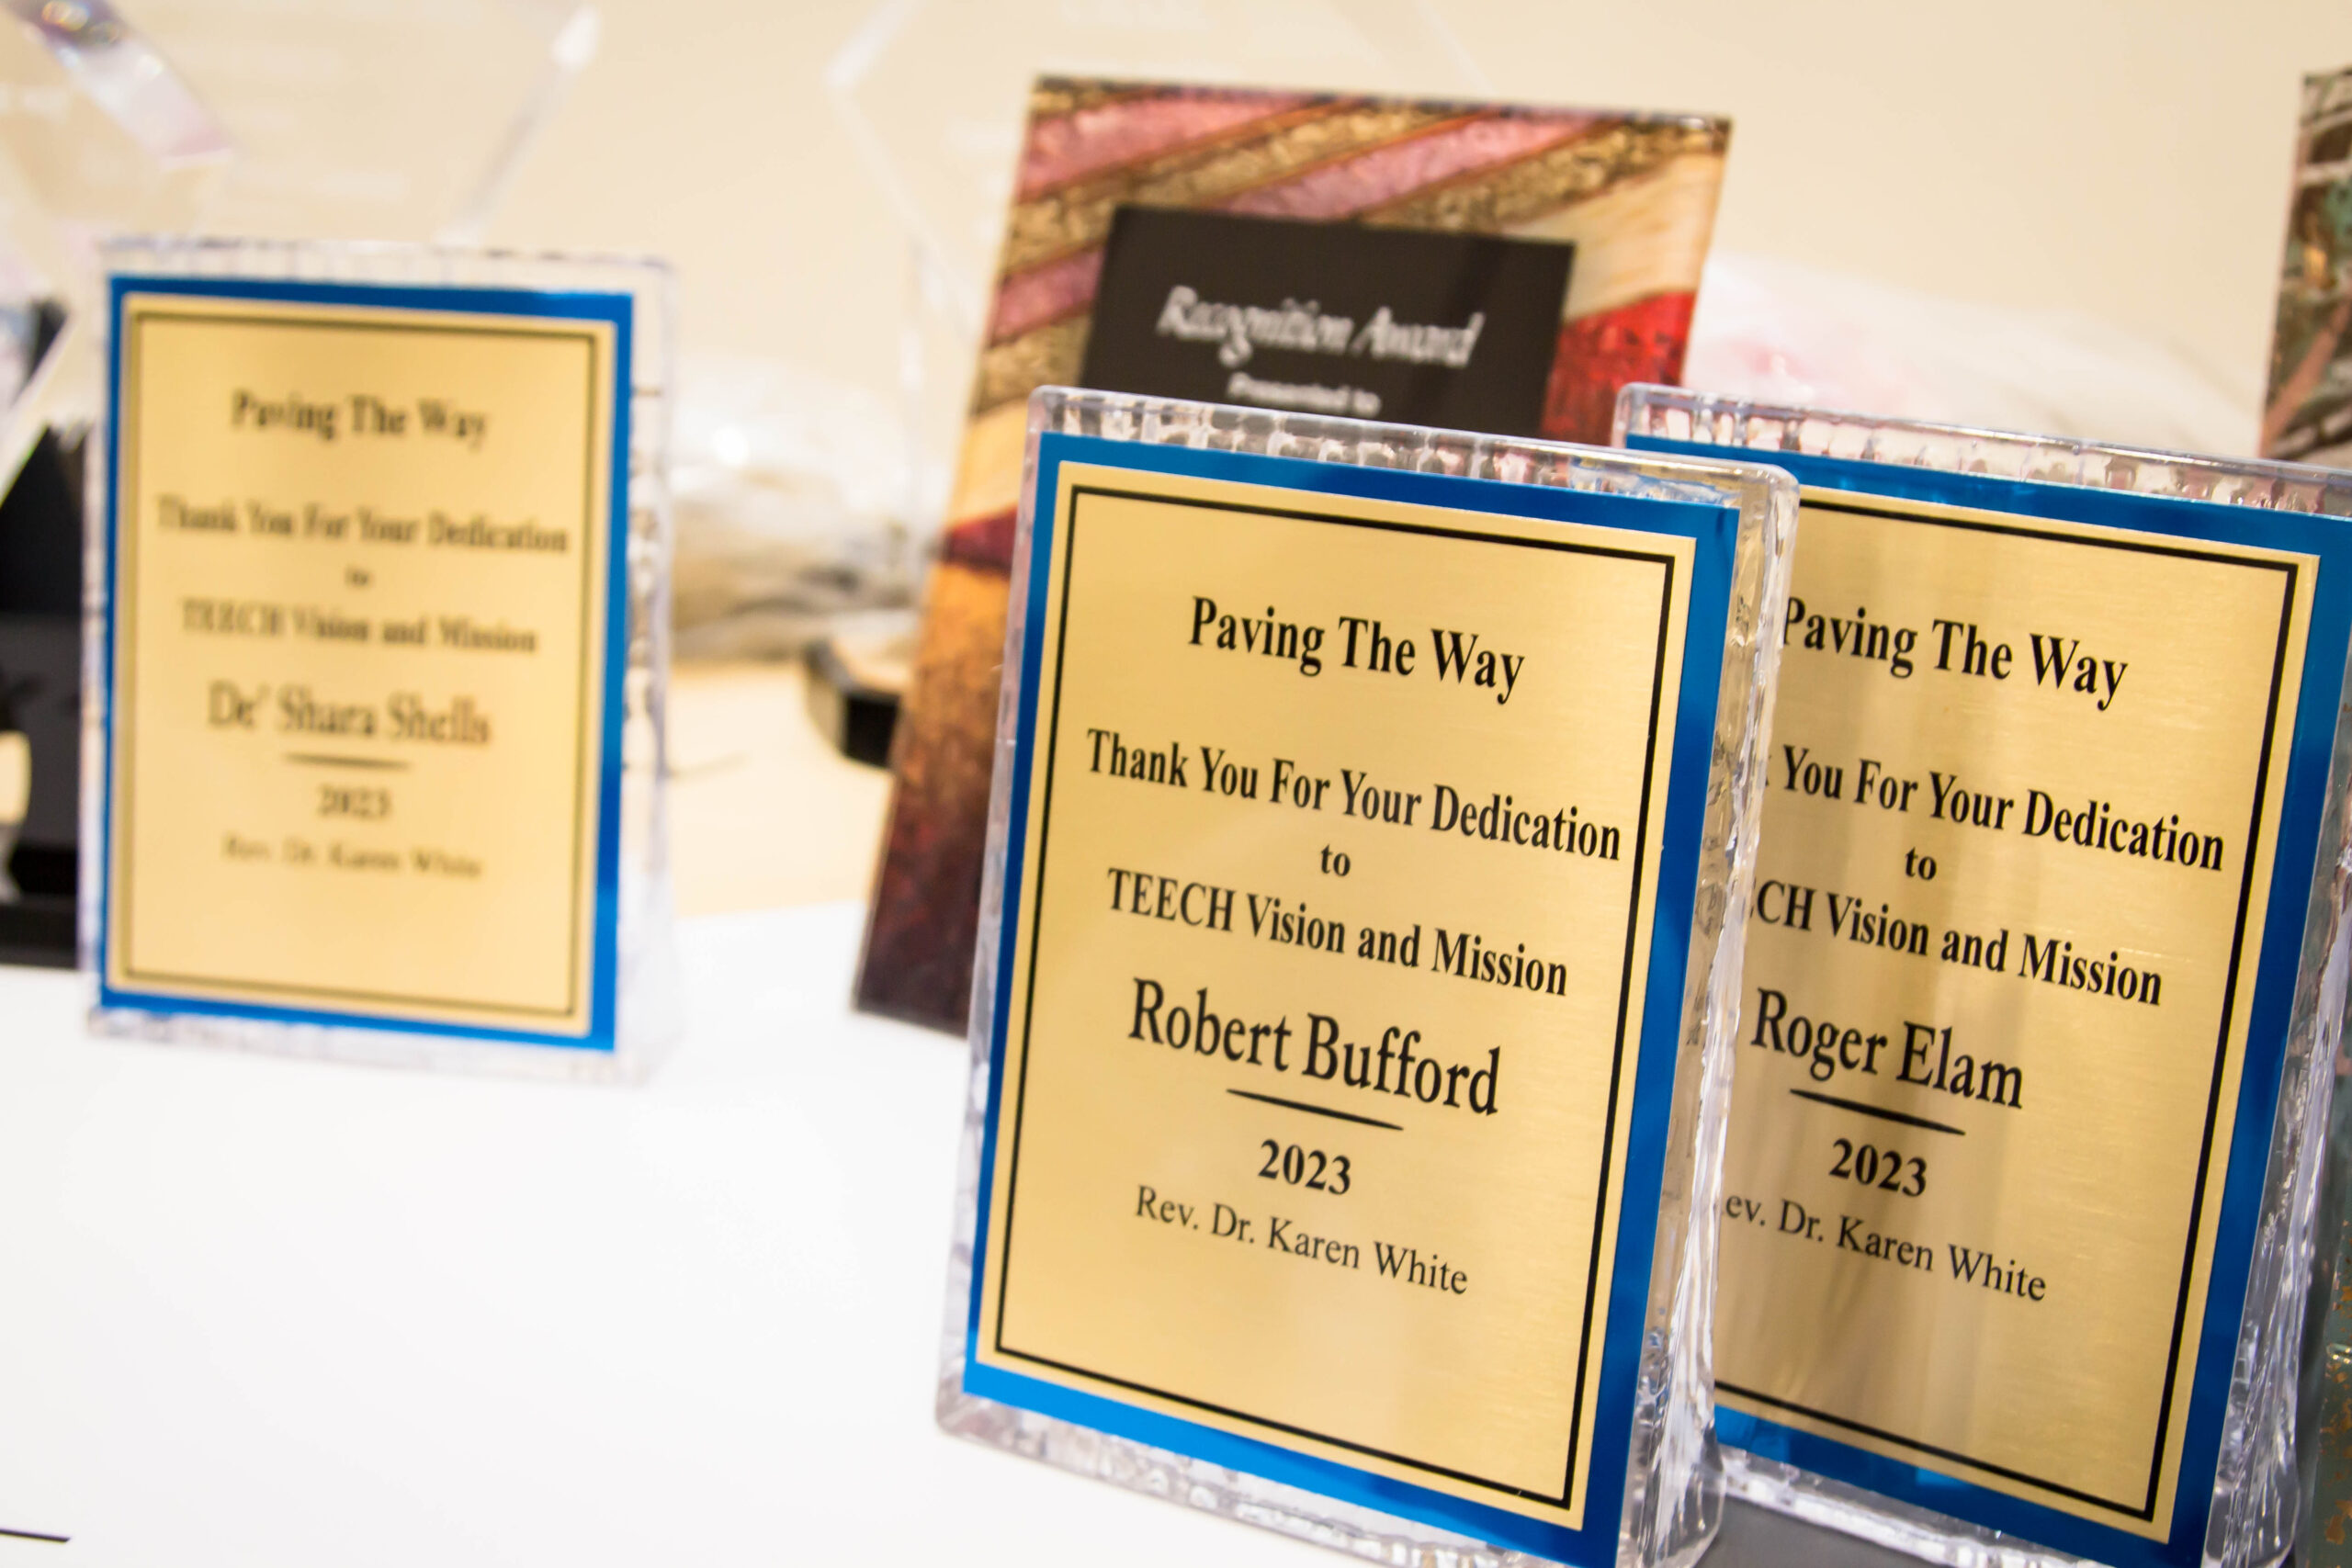 Paving The Way
Thank You For Your Dedication
to
TEECH Vision and Mission
De' Shara Shells
2023
Rev. Dr. Karen White
Recognition Award
Presented to
Paving The Way
Thank You For Your Dedication
to
TEECH Vision and Mission
Robert Bufford
2023
Rev. Dr. Karen White
Paving The Way
You For Your Dedication
to
CH Vision and Mission
Roger Elam
2023
ev. Dr. Karen White